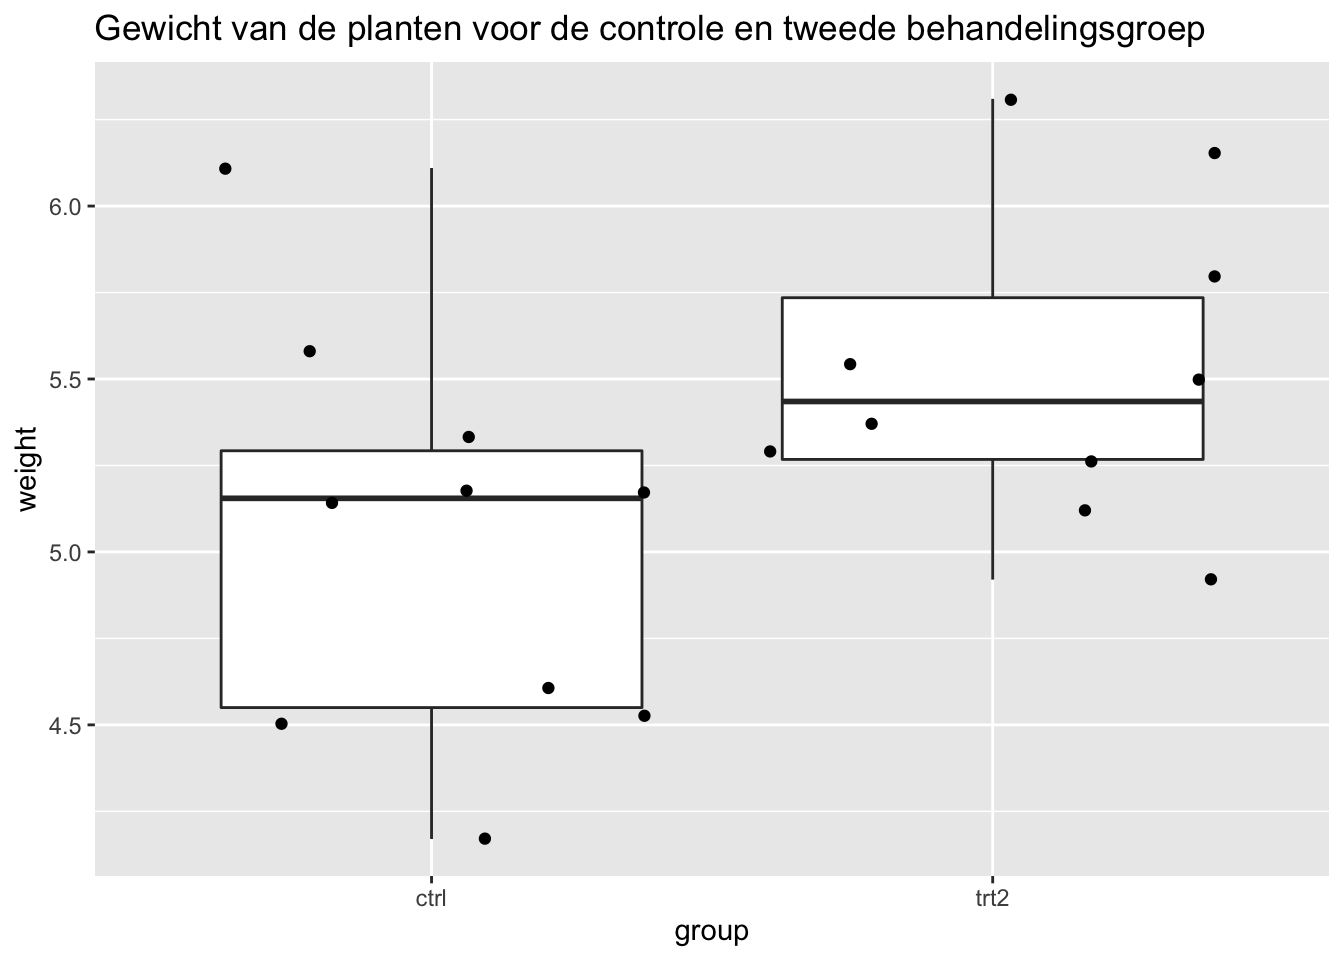 Gewicht van de planten voor de controle en tweede behandelingsgroep
6.0
5.5
5.0
4.5
weight
ctrl
trt2
group